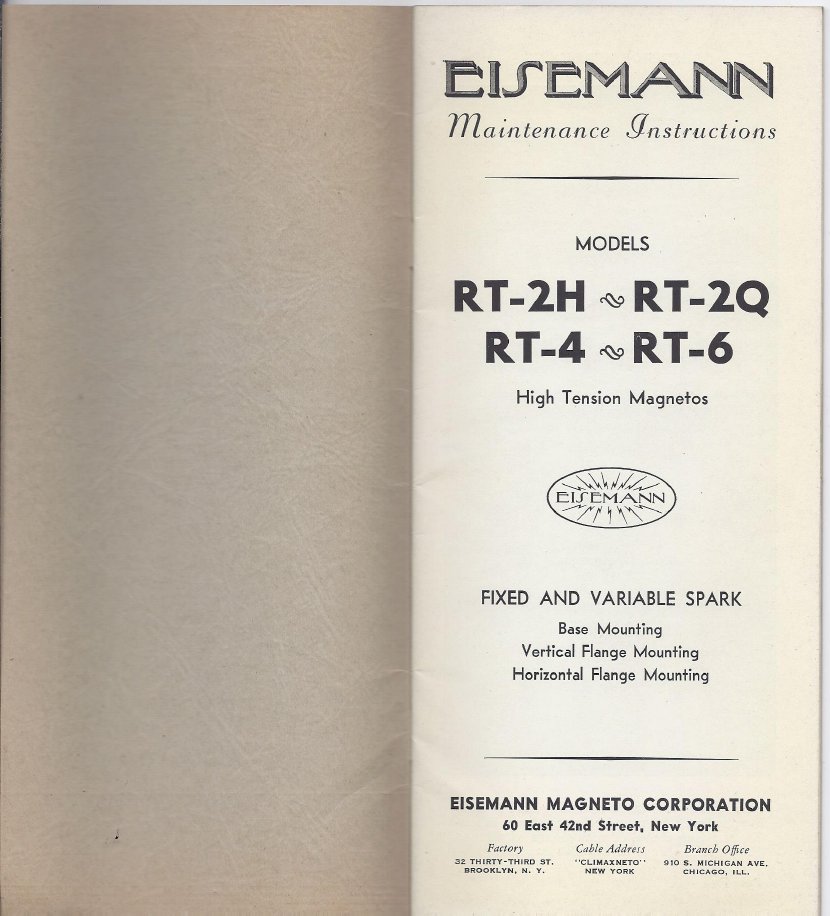 EISEMANN
Maintenance Instructions
MODELS
RT-2H ~ RT-2Q
RT-4 ~ RT-6
High Tension Magnetos
EISEMANN
FIXED AND VARIABLE SPARK
Base Mounting
Vertical Flange Mounting
Horizontal Flange Mounting
EISEMANN MAGNETO CORPORATION
60 East 42nd Street, New York
Factory Cable Address Branch Office
32 THIRTY-THIRD ST. "CLIMAXNETO" 910 S. MICHIGAN AVE.
BROOKLYN, N. Y. NEW YORK CHICAGO, ILL.